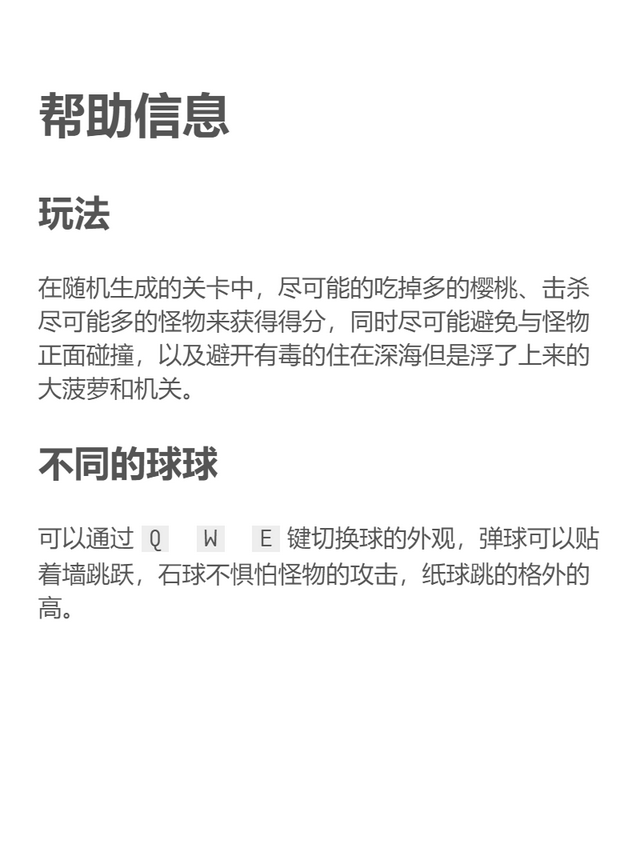 帮助信息
玩法
在随机生成的关卡中，尽可能的吃掉多的樱桃、击杀
尽可能多的怪物来获得得分，同时尽可能避免与怪物
正面碰撞，以及避开有毒的住在深海但是浮了上来的
大菠萝和机关。
不同的球球
可以通过 Q W E 键切换球的外观，弹球可以贴
着墙跳跃，石球不惧怕怪物的攻击，纸球跳的格外的
高。